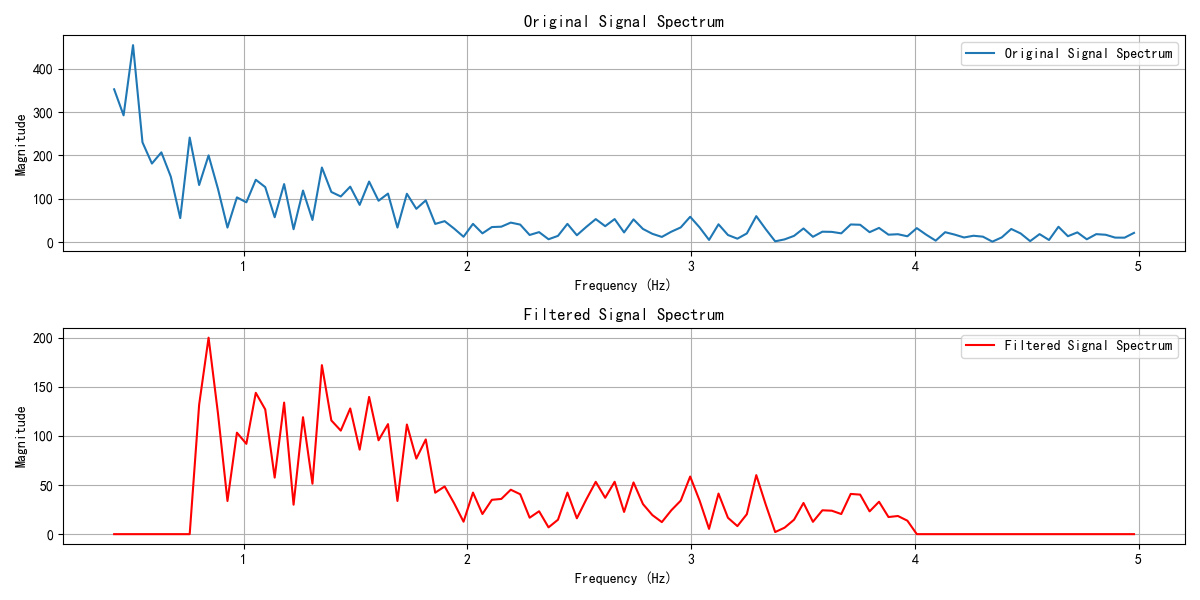 Original Signal Spectrum
Original Signal Spectrum
Magnitude
400
300
200
100
0
1
2
3
4
5
Frequency (Hz)
Filtered Signal Spectrum
Filtered Signal Spectrum
Magnitude
200
150
100
50
0
1
2
3
4
5
Frequency (Hz)